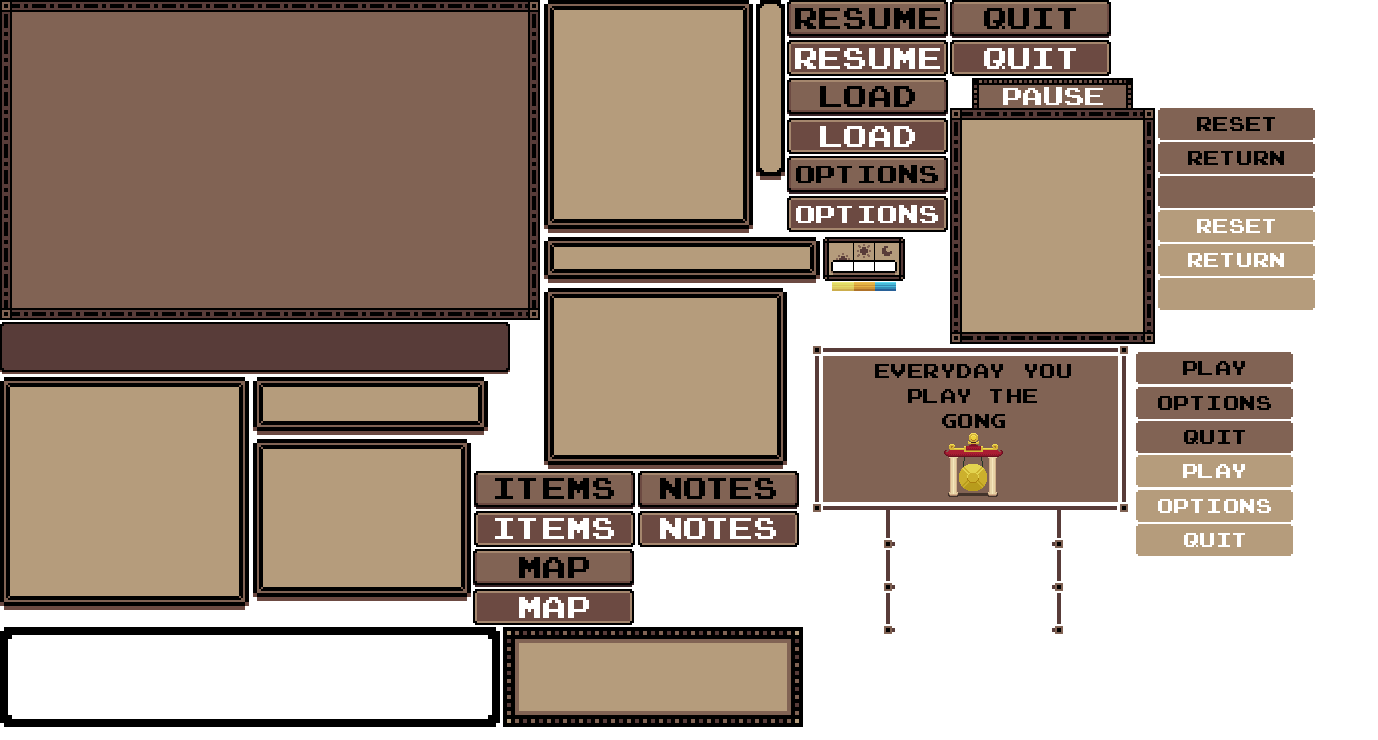 RESUME
QUIT
RESUME
QUIT
LOAD
PAUSE
LOAD
OPTIONS
OPTIONS
RESET
RETURN
RESET
RETURN
EVERYDAY YOU
PLAY THE
GONG
PLAY
OPTIONS
QUIT
PLAY
OPTIONS
QUIT
ITEMS
NOTES
ITEMS
NOTES
MAP
MAP